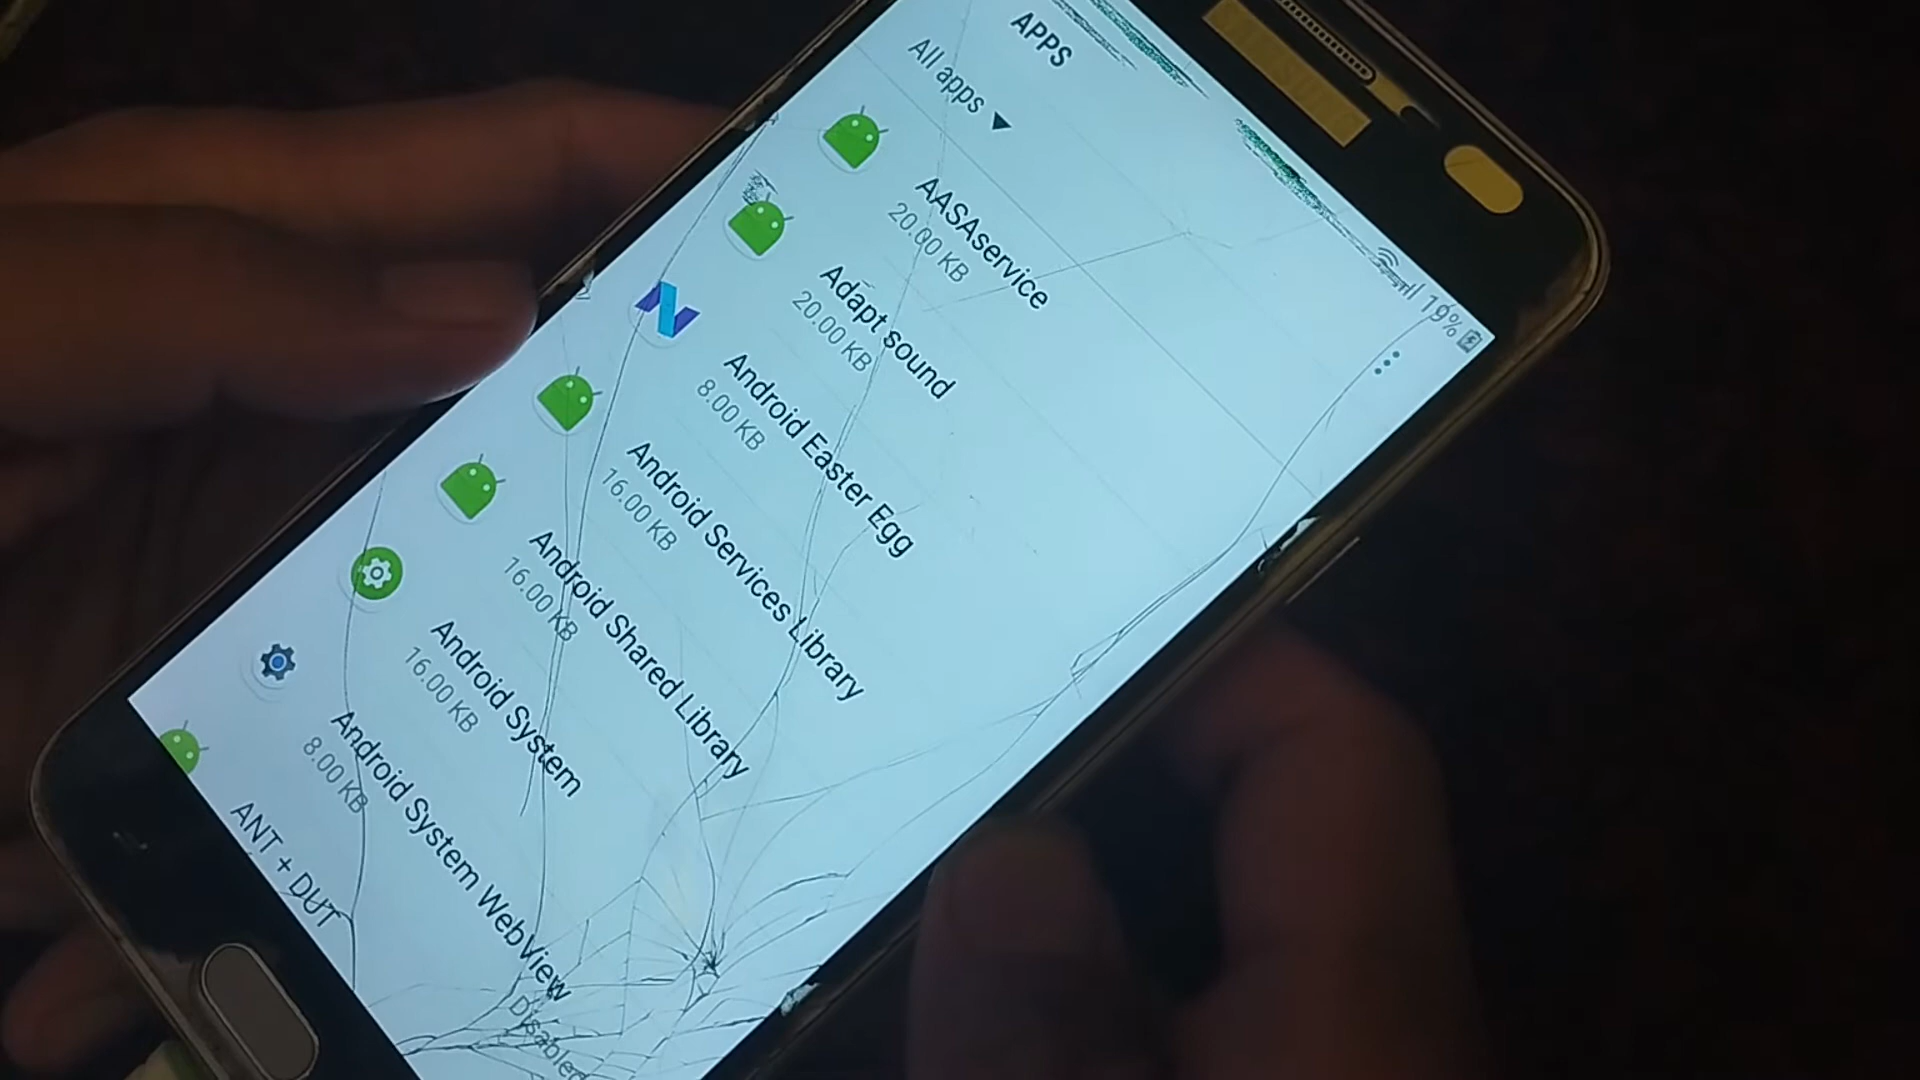 19%
APPS
All apps
AASAservice
20.00 KB
Adapt sound
20.00 KB
Android Easter Egg
8.00 KB
Android Services Library
16.00 KB
Android Shared Library
16.00 KB
Android System
16.00 KB
Android System WebView
8.00 KB
Disabled
ANT + DUT